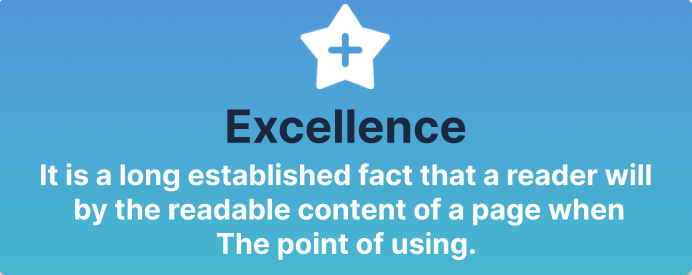 Excellence
It is a long established fact that a reader will
by the readable content of a page when
The point of using.